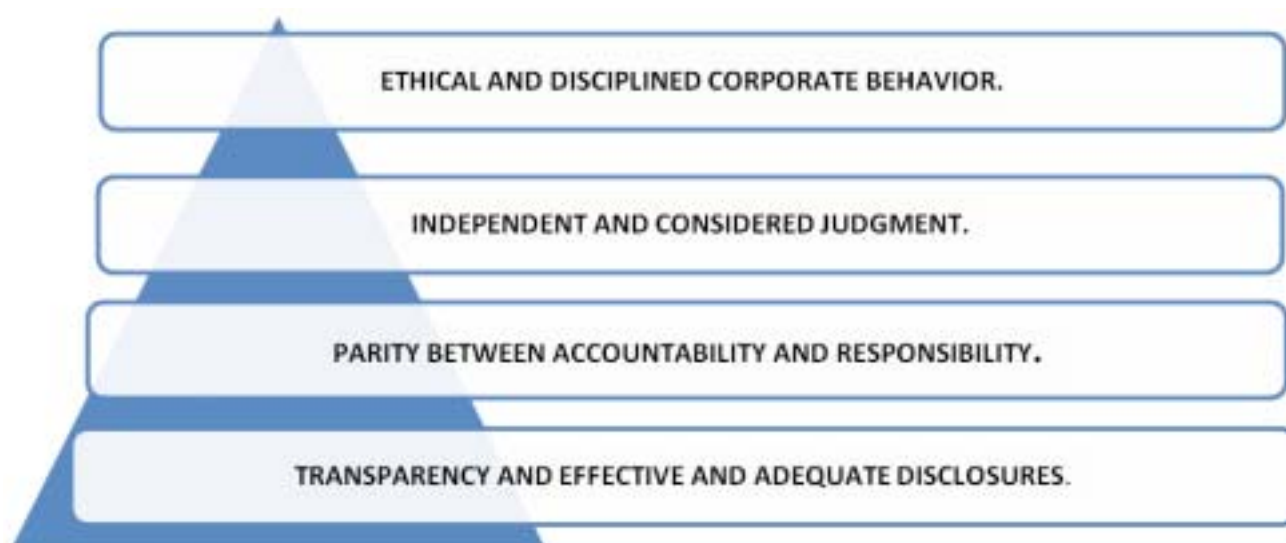 ETHICAL AND DISCIPLINED CORPORATE BEHAVIOR.
INDEPENDENT AND CONSIDERED JUDGMENT.
PARITY BETWEEN ACCOUNTABILITY AND RESPONSIBILITY.
TRANSPARENCY AND EFFECTIVE AND ADEQUATE DISCLOSURES.